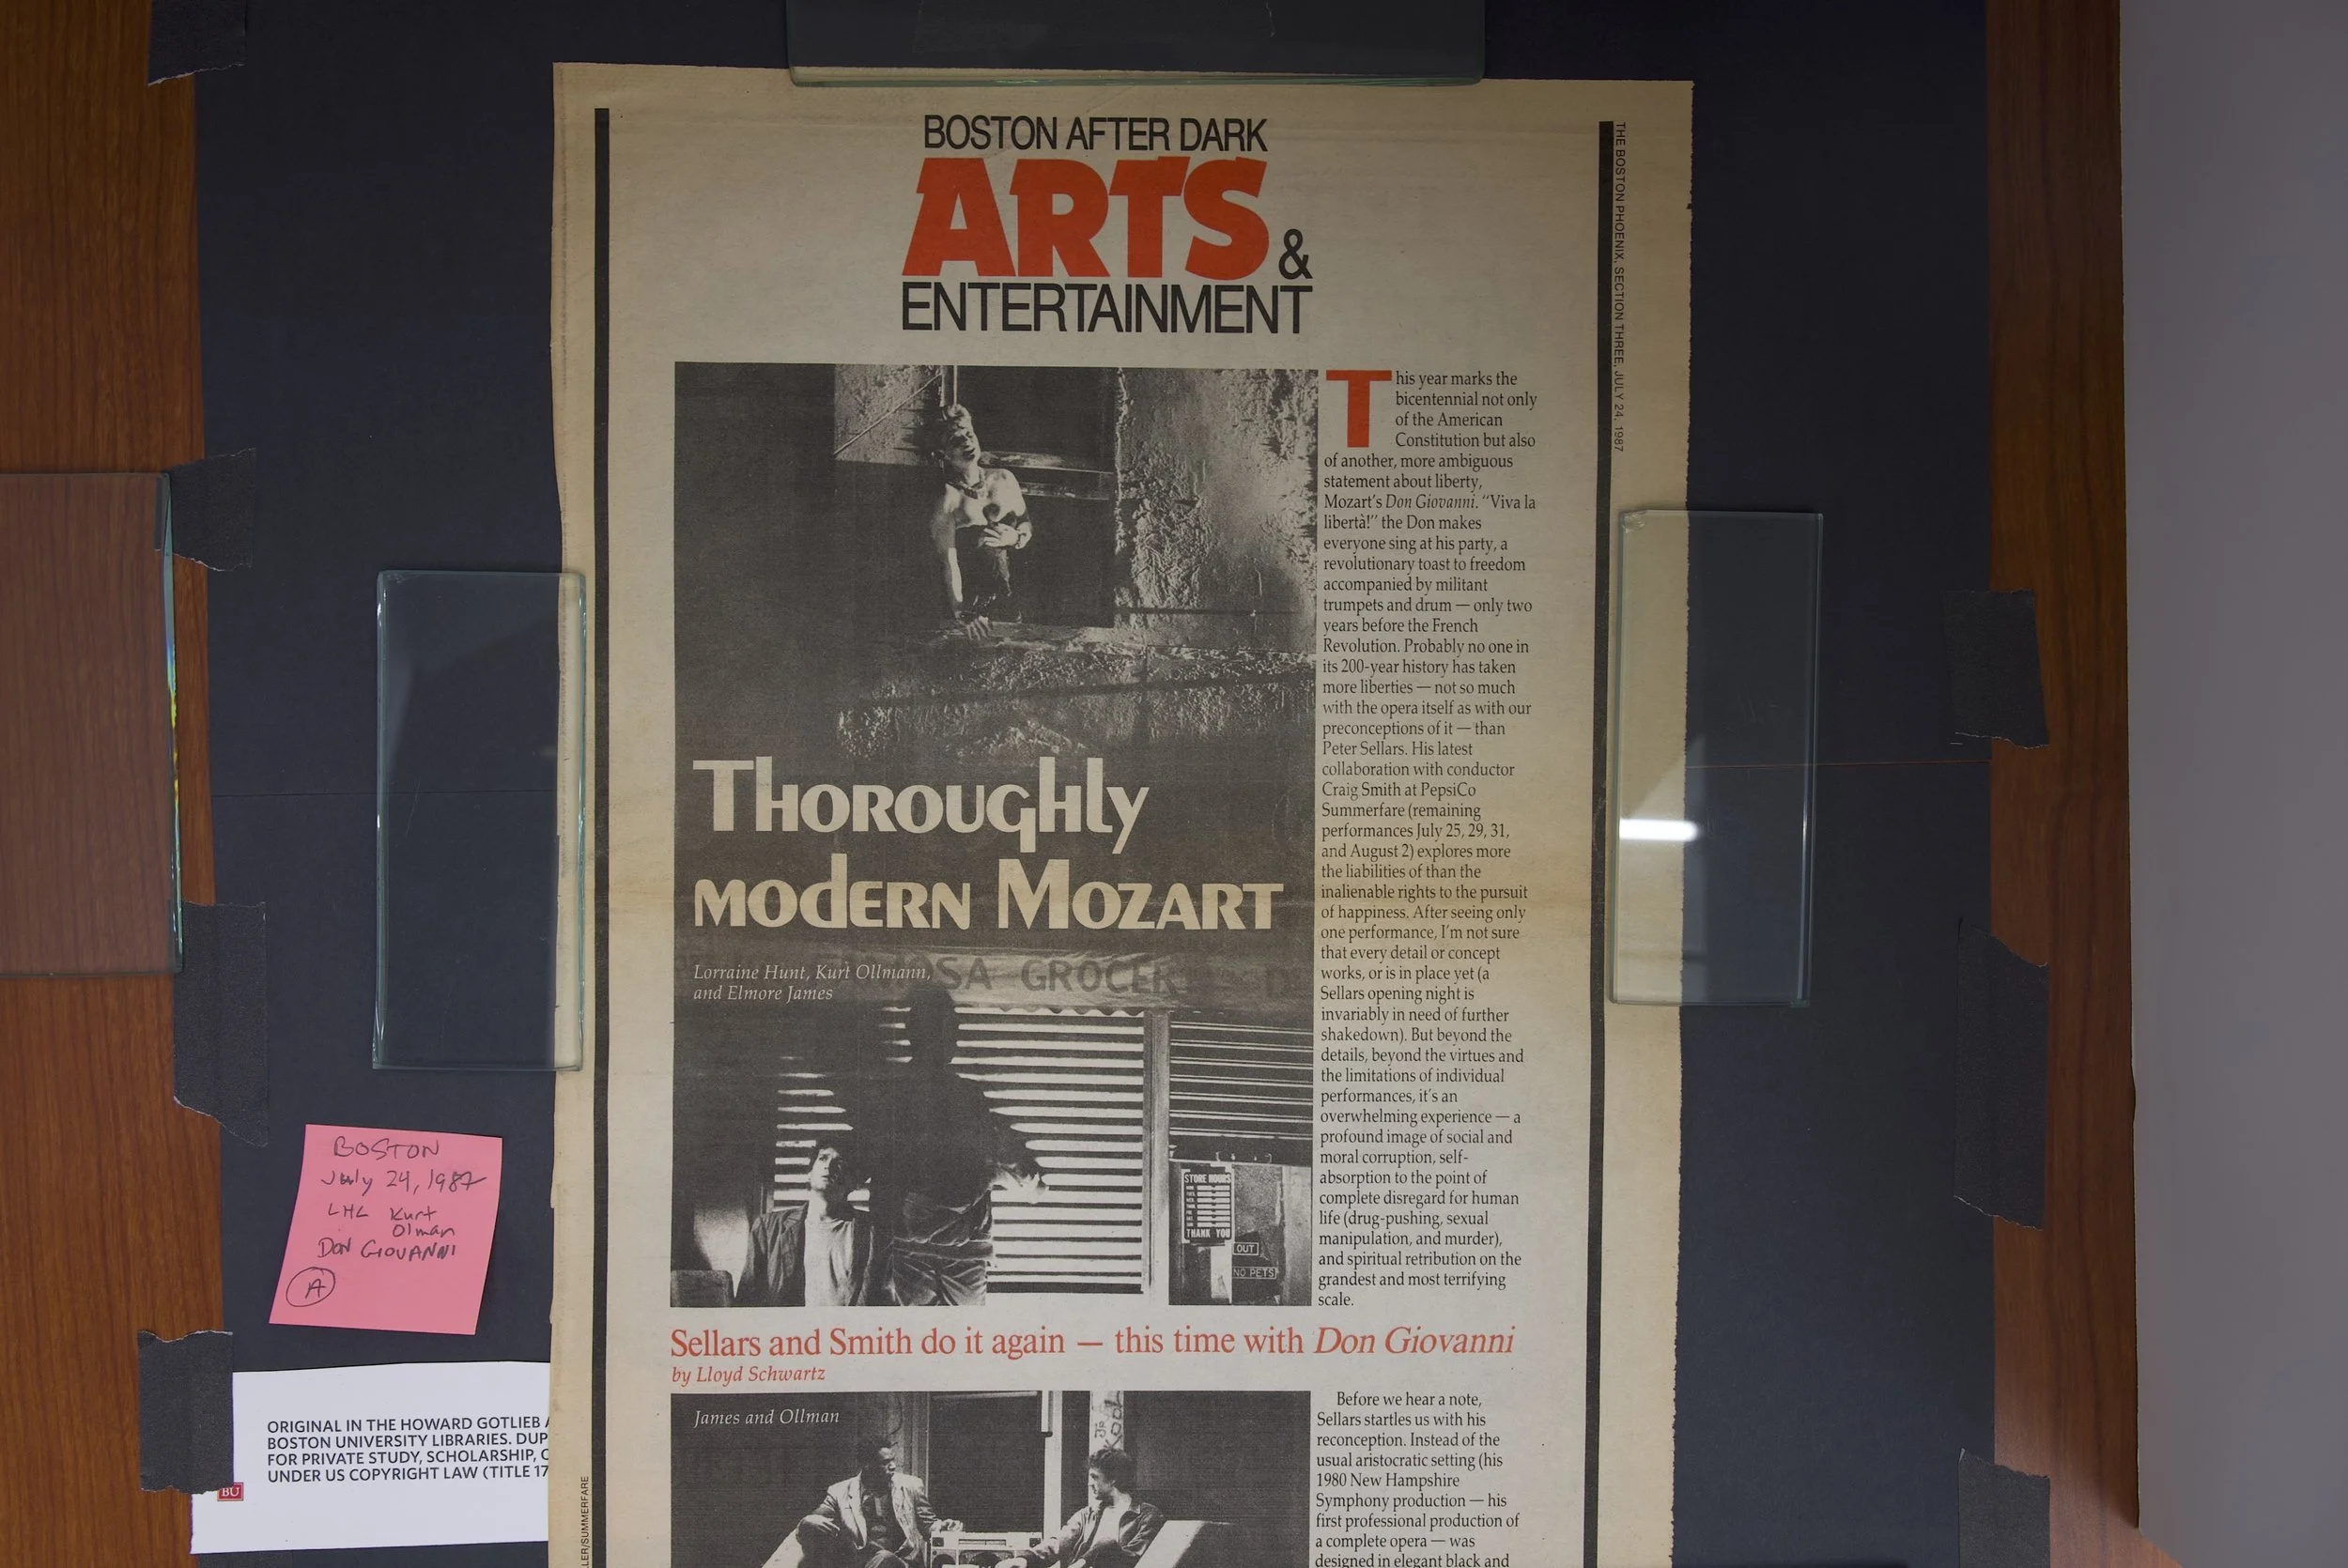 BOSTON AFTER DARK
ARTS &
ENTERTAINMENT
THE BOSTON PHOENIX, SECTION THREE, JULY 24, 1987
Thoroughly
modern Mozart
Lorraine Hunt, Kurt Ollmann,
and Elmore James
SA GROCER
STORE HOURS
THANK YOU
OUT
NO PETS
This year marks the
bicentennial not only
of the American
Constitution but also
of another, more ambiguous
statement about liberty,
Mozart's Don Giovanni. “Viva la
libertà!” the Don makes
everyone sing at his party, a
revolutionary toast to freedom
accompanied by militant
trumpets and drum — only two
years before the French
Revolution. Probably no one in
its 200-year history has taken
more liberties — not so much
with the opera itself as with our
preconceptions of it — than
Peter Sellars. His latest
collaboration with conductor
Craig Smith at PepsiCo
Summerfare (remaining
performances July 25, 29, 31,
and August 2) explores more
the liabilities of than the
inalienable rights to the pursuit
of happiness. After seeing only
one performance, I'm not sure
that every detail or concept
works, or is in place yet (a
Sellars opening night is
invariably in need of further
shakedown). But beyond the
details, beyond the virtues and
the limitations of individual
performances, it's an
overwhelming experience — a
profound image of social and
moral corruption, self-
absorption to the point of
complete disregard for human
life (drug-pushing, sexual
manipulation, and murder),
and spiritual retribution on the
grandest and most terrifying
scale.
Sellars and Smith do it again — this time with Don Giovanni
by Lloyd Schwartz
James and Ollman
Before we hear a note,
Sellars startles us with his
reconception. Instead of the
usual aristocratic setting (his
1980 New Hampshire
Symphony production — his
first professional production of
a complete opera — was
designed in elegant black and
LER/SUMMERFARE
BOSTON
July 24, 1987
LHL Kurt
Olman
DON GIOVANNI
A
ORIGINAL IN THE HOWARD GOTLIEB
BOSTON UNIVERSITY LIBRARIES. DUP
FOR PRIVATE STUDY, SCHOLARSHIP,
UNDER US COPYRIGHT LAW (TITLE 17
BU